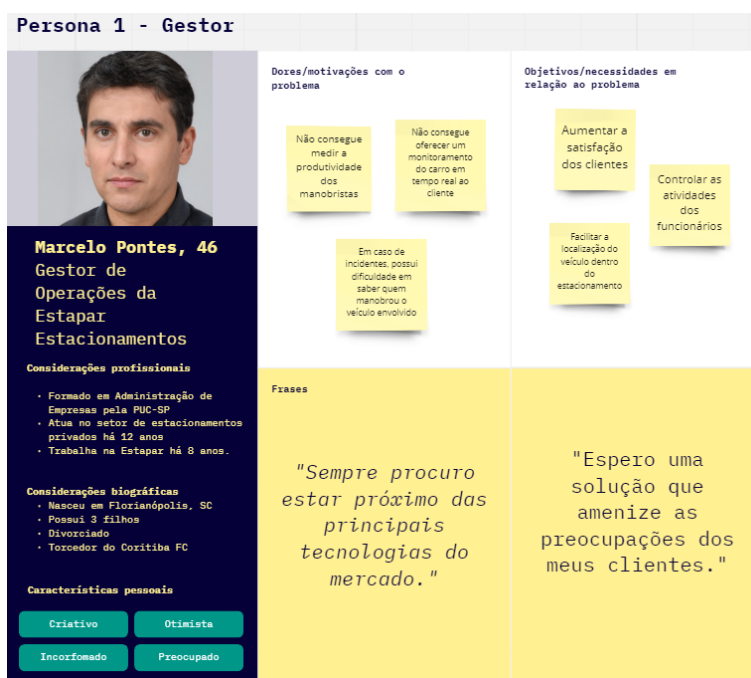 Persona 1 - Gestor
Marcelo Pontes, 46
Gestor de
Operações da
Estapar
Estacionamentos
Considerações profissionais
• Formado em Administração de
Empresas pela PUC-SP
• Atua no setor de estacionamentos
privados há 12 anos
• Trabalha na Estapar há 8 anos.
Considerações biográficas
• Nasceu em Florianópolis, SC
• Possui 3 filhos
• Divorciado
• Torcedor do Coritiba FC
Características pessoais
Criativo
Otimista
Incorfomado
Preocupado
Dores/motivações com o
problema
Não consegue
medir a
produtividade
dos
manobristas
Não consegue
oferecer um
monitoramento
do carro em
tempo real ao
cliente
Em caso de
incidentes, possui
dificuldade em
saber quem
manobrou o
veículo envolvido
Objetivos/necessidades em
relação ao problema
Aumentar a
satisfação
dos clientes
Controlar as
atividades
dos
funcionários
Facilitar a
localização do
veículo dentro
do
estacionamento
Frases
"Sempre procuro
estar próximo das
principais
tecnologias do
mercado."
"Espero uma
solução que
amenize as
preocupações dos
meus clientes."